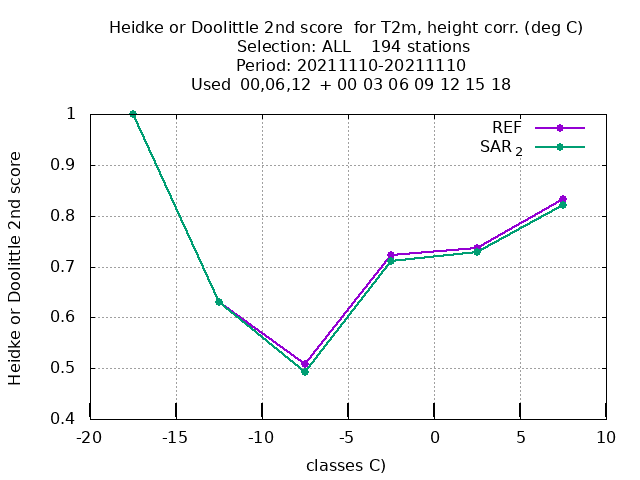 Heidke or Doolittle 2nd score  for T2m, height corr. (deg C)
Selection: ALL    194 stations
Period: 20211110-20211110
Used  00,06,12  + 00 03 06 09 12 15 18
REF
SAR 2
Heidke or Doolittle 2nd score
1
0.9
0.8
0.7
0.6
0.5
0.4
-20 -15 -10 -5 0 5 10
classes C)